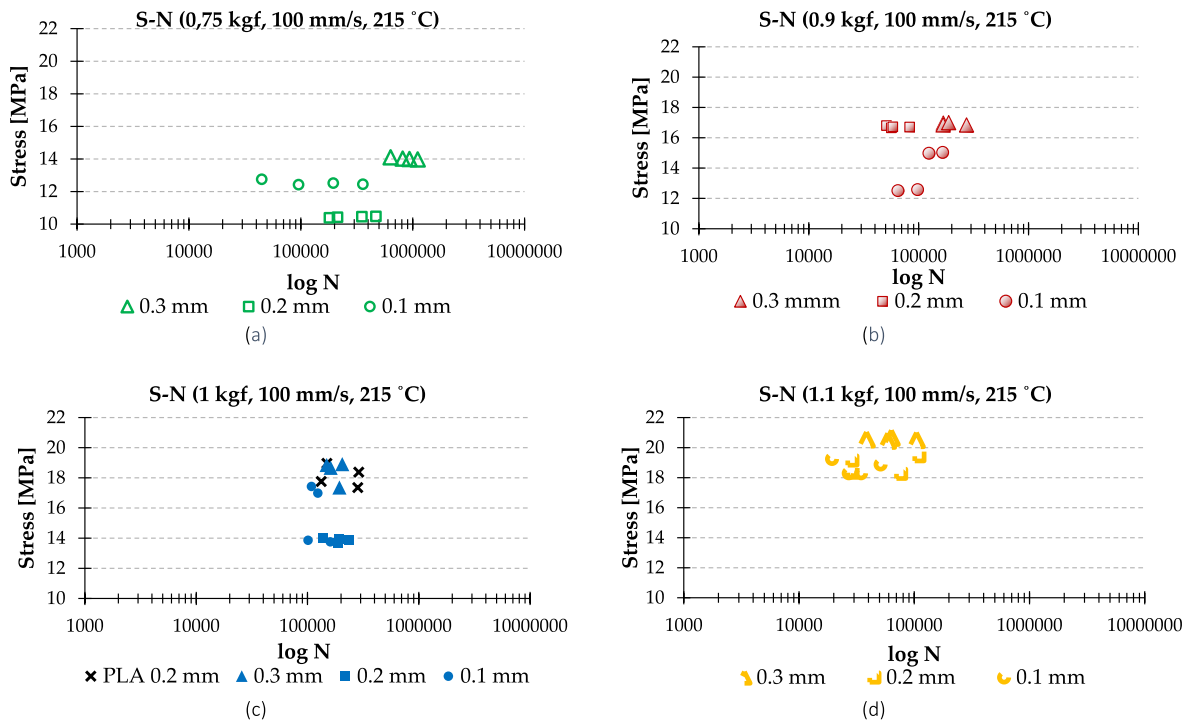 S-N (0,75 kgf, 100 mm/s, 215 ˚C)
22
20
18
16
14
12
10
Stress [MPa]
1000 10000 100000 1000000 10000000
log N
0.3 mm 0.2 mm 0.1 mm
(a)
S-N (0.9 kgf, 100 mm/s, 215 ˚C)
22
20
18
16
14
12
10
Stress [MPa]
1000 10000 100000 1000000 10000000
log N
0.3 mmm 0.2 mm 0.1 mm
(b)
S-N (1 kgf, 100 mm/s, 215 ˚C)
22
20
18
16
14
12
10
Stress [MPa]
1000 10000 100000 1000000 10000000
log N
PLA 0.2 mm 0.3 mm 0.2 mm 0.1 mm
(c)
S-N (1.1 kgf, 100 mm/s, 215 ˚C)
22
20
18
16
14
12
10
Stress [MPa]
1000 10000 100000 1000000 10000000
log N
0.3 mm 0.2 mm 0.1 mm
(d)